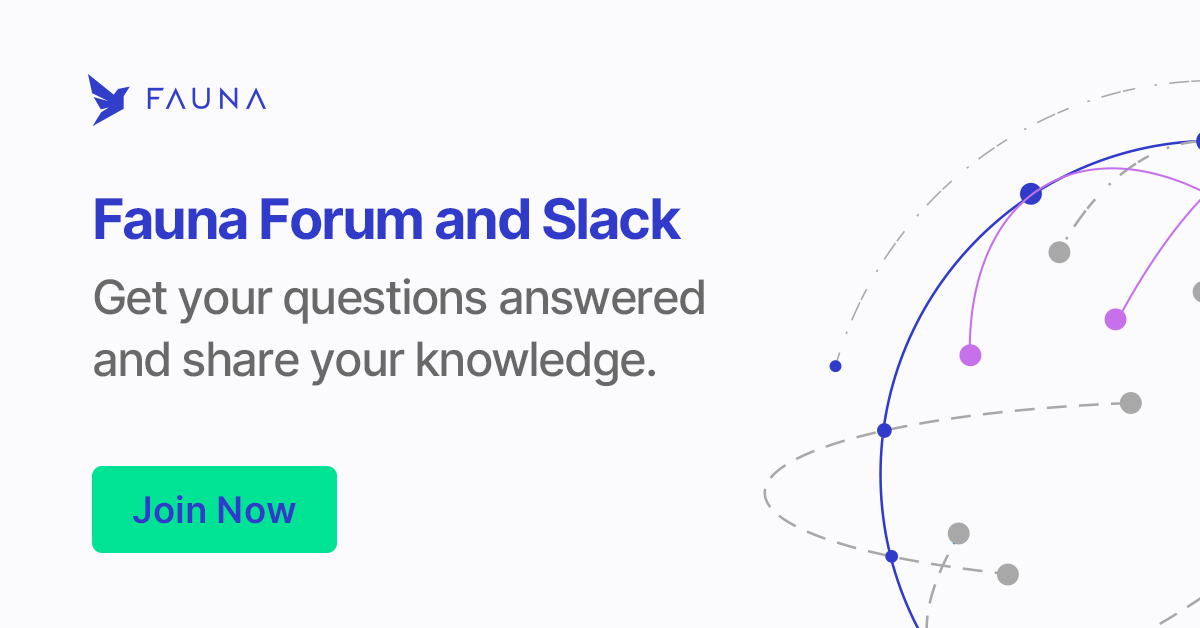 FAUNA
Fauna Forum and Slack
Get your questions answered
and share your knowledge.
Join Now